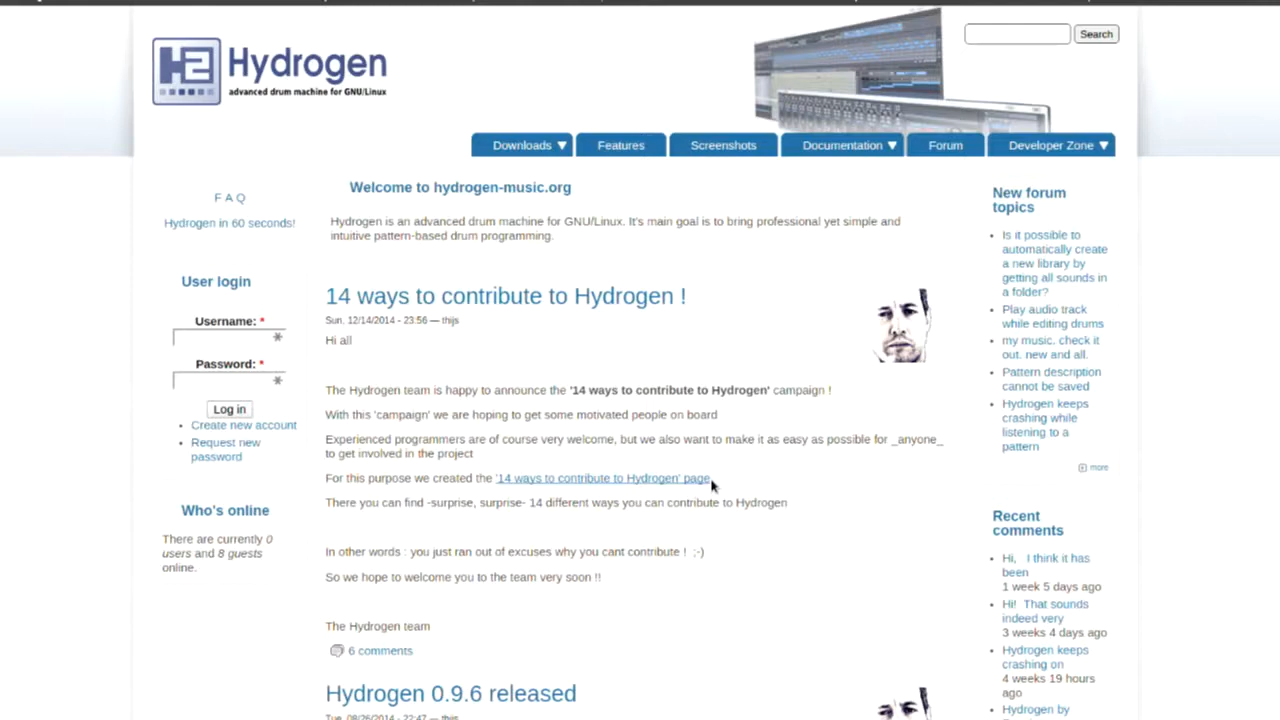 Search
H2 Hydrogen
advanced drum machine for GNU/Linux
Downloads ▼ Features Screenshots Documentation ▼ Forum Developer Zone ▼
F A Q
Hydrogen in 60 seconds!
User login
Username: *
Password: *
Log in
• Create new account
• Request new
password
Who's online
There are currently 0
users and 8 guests
online.
Welcome to hydrogen-music.org
Hydrogen is an advanced drum machine for GNU/Linux. It's main goal is to bring professional yet simple and
intuitive pattern-based drum programming.
14 ways to contribute to Hydrogen !
Sun, 12/14/2014 - 23:56 — thijs
Hi all
The Hydrogen team is happy to announce the '14 ways to contribute to Hydrogen' campaign !
With this 'campaign' we are hoping to get some motivated people on board
Experienced programmers are of course very welcome, but we also want to make it as easy as possible for _anyone_
to get involved in the project
For this purpose we created the '14 ways to contribute to Hydrogen' page.
There you can find -surprise, surprise- 14 different ways you can contribute to Hydrogen
In other words : you just ran out of excuses why you cant contribute ! ;-)
So we hope to welcome you to the team very soon !!
The Hydrogen team
6 comments
Hydrogen 0.9.6 released
Tue, 08/26/2014 - 22:47 — thijs
New forum
topics
• Is it possible to
automatically create
a new library by
getting all sounds in
a folder?
• Play audio track
while editing drums
• my music. check it
out. new and all.
• Pattern description
cannot be saved
• Hydrogen keeps
crashing while
listening to a
pattern
more
Recent
comments
• Hi, I think it has
been
1 week 5 days ago
• Hi! That sounds
indeed very
3 weeks 4 days ago
• Hydrogen keeps
crashing on
4 weeks 19 hours
ago
• Hydrogen by